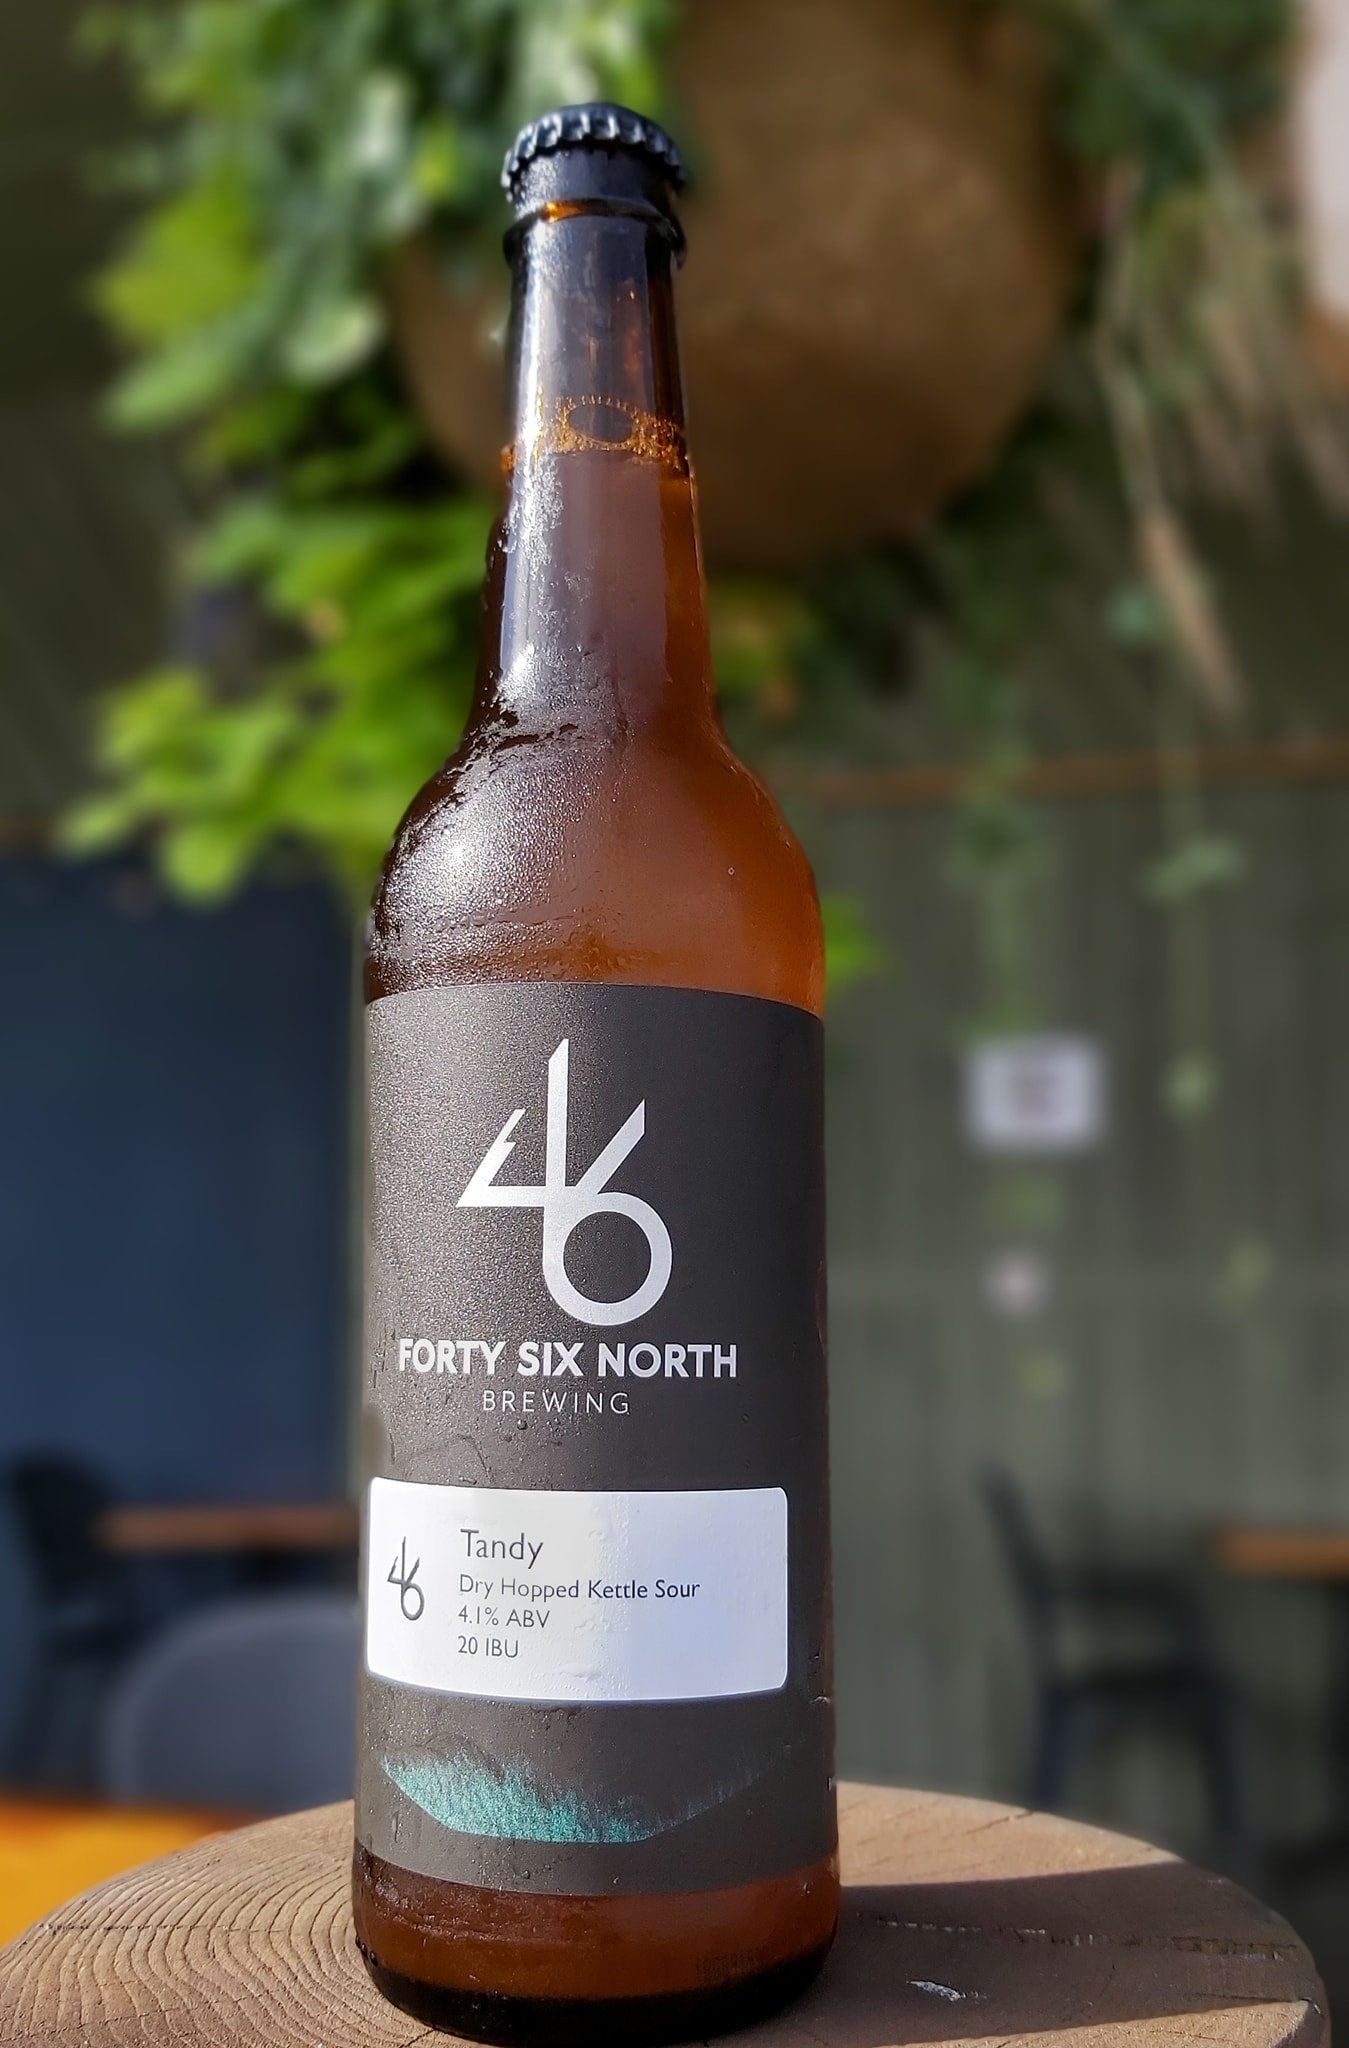 46
FORTY SIX NORTH
BREWING
46
Tandy
Dry Hopped Kettle Sour
4.1% ABV
20 IBU